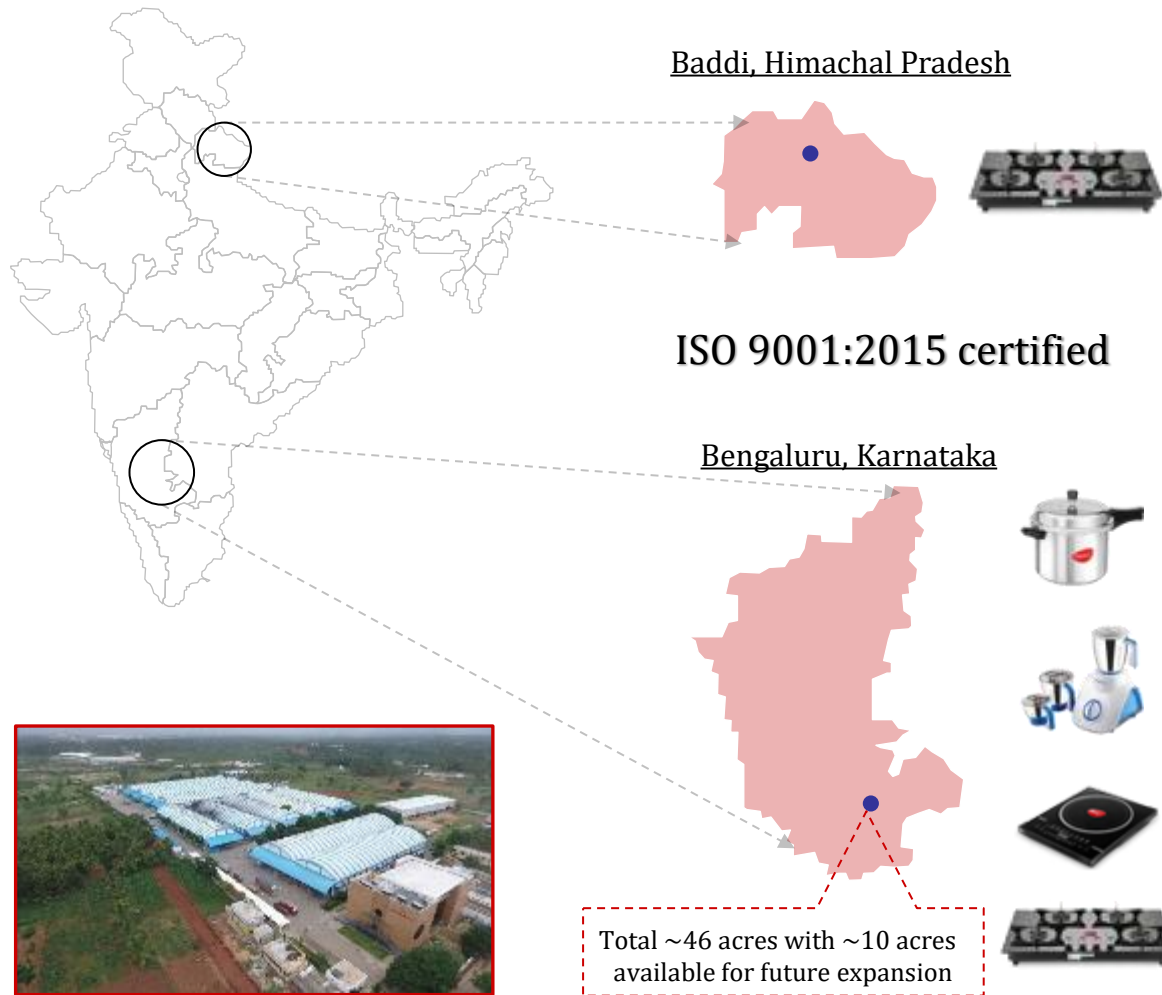 Baddi, Himachal Pradesh
ISO 9001:2015 certified
Bengaluru, Karnataka
Total ~46 acres with ~10 acres
available for future expansion